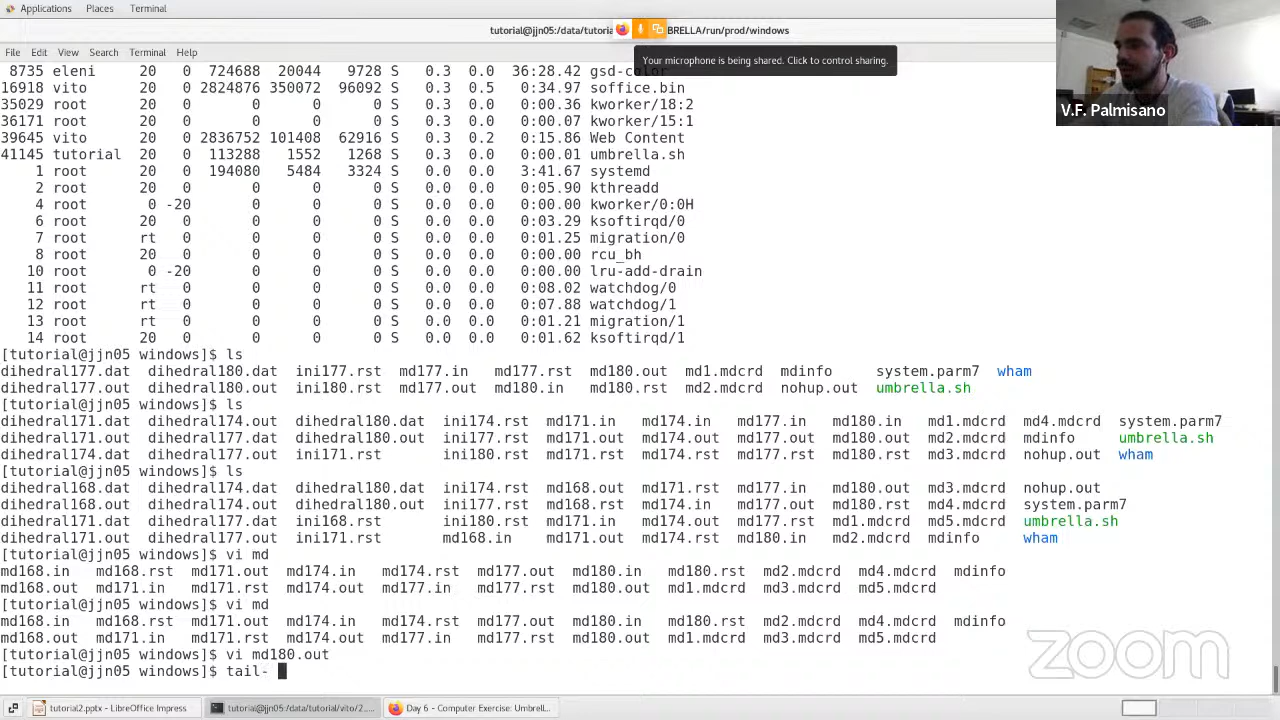 Applications Places Terminal
tutorial@jjn05:/data/tutoria BRELLA/run/prod/windows
File Edit View Search Terminal Help
Your microphone is being shared. Click to control sharing.
V.F. Palmisano
8735 eleni 20 0 724688 20044 9728 S 0.3 0.0 36:28.42 gsd-color
16918 vito 20 0 2824876 350072 96092 S 0.3 0.5 0:34.97 soffice.bin
35029 root 20 0 0 0 0 S 0.3 0.0 0:00.36 kworker/18:2
36171 root 20 0 0 0 0 S 0.3 0.0 0:00.07 kworker/15:1
39645 vito 20 0 2836752 101408 62916 S 0.3 0.2 0:15.86 Web Content
41145 tutorial 20 0 113288 1552 1268 S 0.3 0.0 0:00.01 umbrella.sh
1 root 20 0 194080 5484 3324 S 0.0 0.0 3:41.67 systemd
2 root 20 0 0 0 0 S 0.0 0.0 0:05.90 kthreadd
4 root 0 -20 0 0 0 S 0.0 0.0 0:00.00 kworker/0:0H
6 root 20 0 0 0 0 S 0.0 0.0 0:03.29 ksoftirqd/0
7 root rt 0 0 0 0 S 0.0 0.0 0:01.25 migration/0
8 root 20 0 0 0 0 S 0.0 0.0 0:00.00 rcu_bh
10 root 0 -20 0 0 0 S 0.0 0.0 0:00.00 lru-add-drain
11 root rt 0 0 0 0 S 0.0 0.0 0:08.02 watchdog/0
12 root rt 0 0 0 0 S 0.0 0.0 0:07.88 watchdog/1
13 root rt 0 0 0 0 S 0.0 0.0 0:01.21 migration/1
14 root 20 0 0 0 0 S 0.0 0.0 0:01.62 ksoftirqd/1
[tutorial@jjn05 windows]$ ls
dihedral177.dat dihedral180.dat ini177.rst md177.in md177.rst md180.out md1.mdcrd mdinfo system.parm7 wham
dihedral177.out dihedral180.out ini180.rst md177.out md180.in md180.rst md2.mdcrd nohup.out umbrella.sh
[tutorial@jjn05 windows]$ ls
dihedral171.dat dihedral174.out dihedral180.dat ini174.rst md171.in md174.in md177.in md180.in md1.mdcrd md4.mdcrd system.parm7
dihedral171.out dihedral177.dat dihedral180.out ini177.rst md171.out md174.out md177.out md180.out md2.mdcrd mdinfo umbrella.sh
dihedral174.dat dihedral177.out ini171.rst ini180.rst md171.rst md174.rst md177.rst md180.rst md3.mdcrd nohup.out wham
[tutorial@jjn05 windows]$ ls
dihedral168.dat dihedral174.dat dihedral180.dat ini174.rst md168.out md171.rst md177.in md180.out md3.mdcrd nohup.out
dihedral168.out dihedral174.out dihedral180.out ini177.rst md168.rst md174.in md177.out md180.rst md4.mdcrd system.parm7
dihedral171.dat dihedral177.dat ini168.rst ini180.rst md171.in md174.out md177.rst md1.mdcrd md5.mdcrd umbrella.sh
dihedral171.out dihedral177.out ini171.rst md168.in md171.out md174.rst md180.in md2.mdcrd mdinfo wham
[tutorial@jjn05 windows]$ vi md
md168.in md168.rst md171.out md174.in md174.rst md177.out md180.in md180.rst md2.mdcrd md4.mdcrd mdinfo
md168.out md171.in md171.rst md174.out md177.in md177.rst md180.out md1.mdcrd md3.mdcrd md5.mdcrd
[tutorial@jjn05 windows]$ vi md
md168.in md168.rst md171.out md174.in md174.rst md177.out md180.in md180.rst md2.mdcrd md4.mdcrd mdinfo
md168.out md171.in md171.rst md174.out md177.in md177.rst md180.out md1.mdcrd md3.mdcrd md5.mdcrd
[tutorial@jjn05 windows]$ vi md180.out
[tutorial@jjn05 windows]$ tail-
zoom
tutorial2.pptx - LibreOffice Impress tutorial@jjn05:/data/tutorial/vito/2.... Day 6 - Computer Exercise: Umbrell...